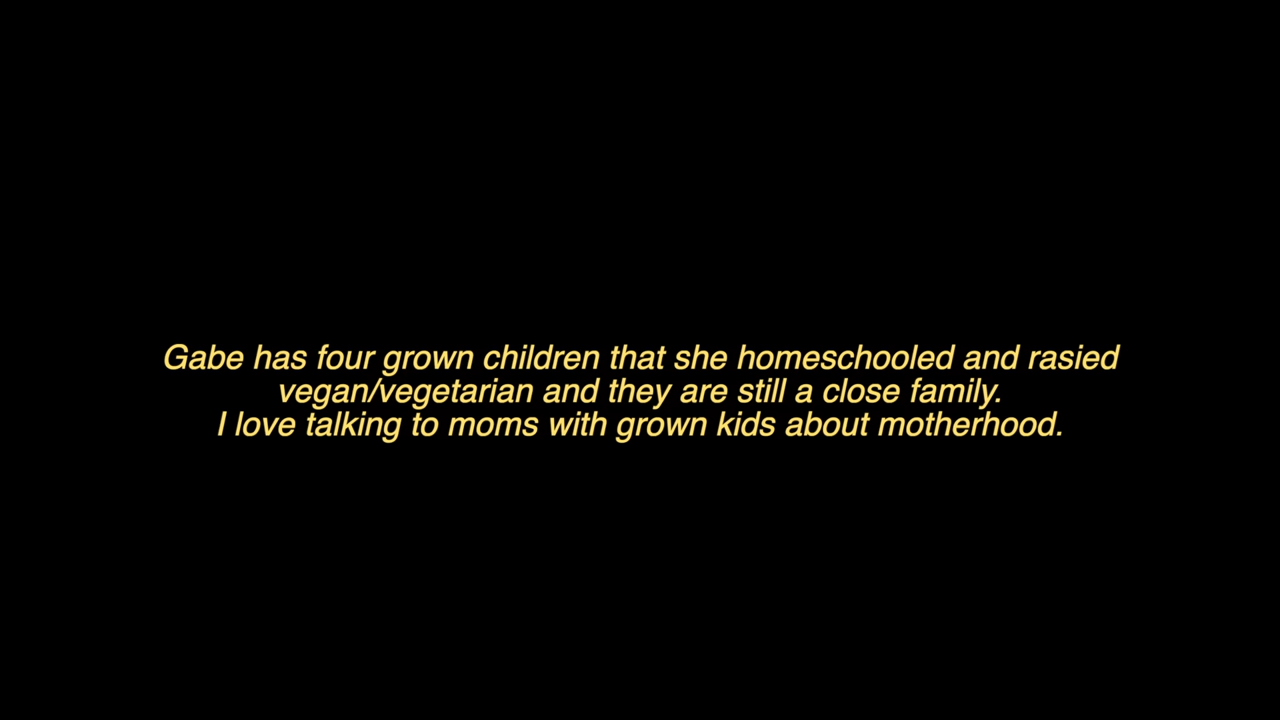 Gabe has four grown children that she homeschooled and rasied
vegan/vegetarian and they are still a close family.
I love talking to moms with grown kids about motherhood.